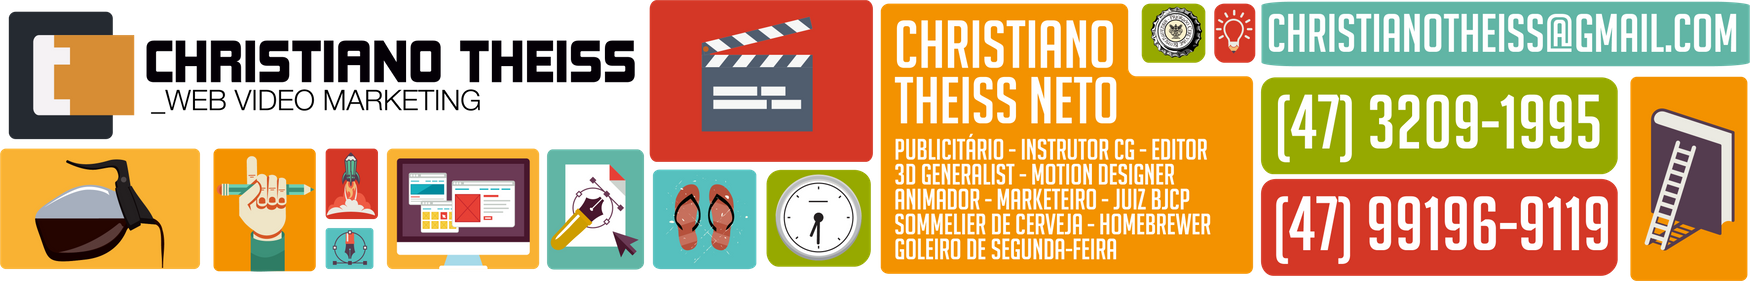 CHRISTIANO THEISS
_WEB VIDEO MARKETING
CHRISTIANO
THEISS NETO
PUBLICITÁRIO - INSTRUTOR CG - EDITOR
3D GENERALIST - MOTION DESIGNER
ANIMADOR - MARKETEIRO - JUIZ BJCP
SOMMELIER DE CERVEJA - HOMEBREWER
GOLEIRO DE SEGUNDA-FEIRA
CHRISTIANOTHEISS@GMAIL.COM
(47) 3209-1995
(47) 99196-9119